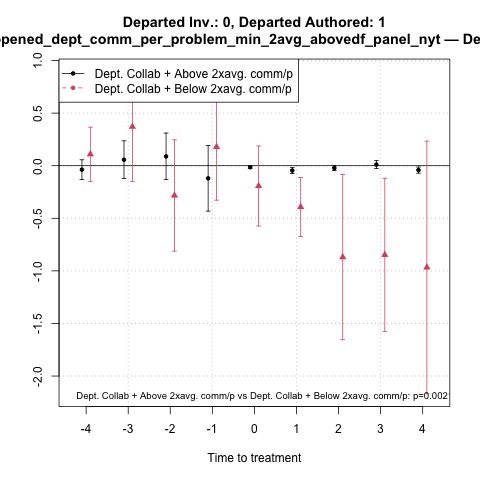 Departed Inv.: 0, Departed Authored: 1
opened_dept_comm_per_problem_min_2avg_abovedf_panel_nyt — De
Dept. Collab + Above 2xavg. comm/p
Dept. Collab + Below 2xavg. comm/p
1.0
0.5
0.0
-0.5
-1.0
-1.5
-2.0
Dept. Collab + Above 2xavg. comm/p vs Dept. Collab + Below 2xavg. comm/p: p=0.002
-4 -3 -2 -1 0 1 2 3 4
Time to treatment